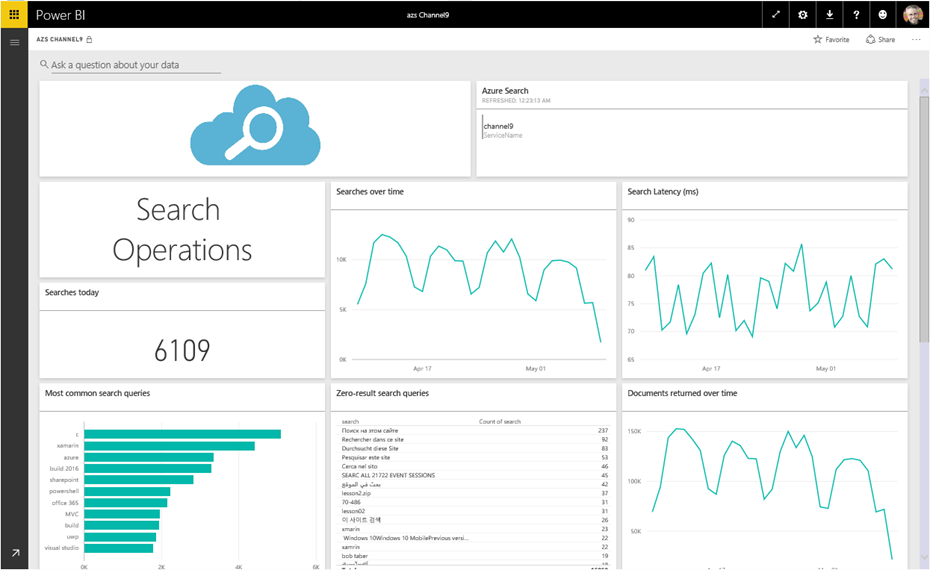 Power BI
azs Channel9
AZS CHANNEL9
Favorite
Share
Ask a question about your data
Azure Search
REFRESHED: 12:23:13 AM
channel9
ServiceName
Search
Operations
Searches today
6109
Searches over time
10K
5K
0K
Apr 17
May 01
Search Latency (ms)
90
85
80
75
70
65
Apr 17
May 01
Most common search queries
c
xamarin
azure
build 2016
sharepoint
powershell
office 365
MVC
build
uwp
visual studio
0K
2K
4K
6K
Zero-result search queries
search Count of search
Поиск на этом сайте 237
Rechercher dans ce site 92
Durchsucht diese Site 83
Pesquisar este site 53
Cerca nel sito 46
SEARC ALL 21722 EVENT SESSIONS 45
بحث في الموقع 42
lesson2.zip 37
70-486 31
lesson02 31
이 사이트 검색 26
xmarin 23
Windows 10Windows 10 MobilePrevious versi... 22
xamrin 22
bob taber 19
Documents returned over time
150K
100K
50K